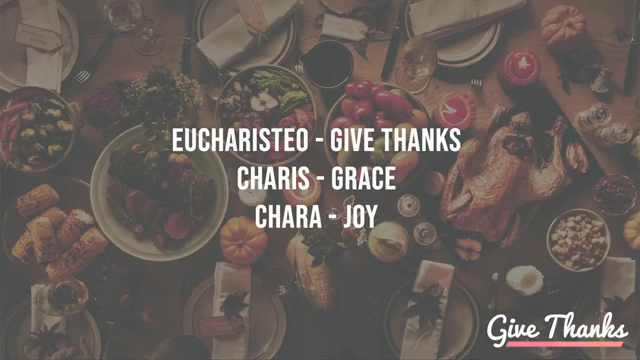 EUCHARISTEO - GIVE THANKS
CHARIS - GRACE
CHARA - JOY
Give Thanks